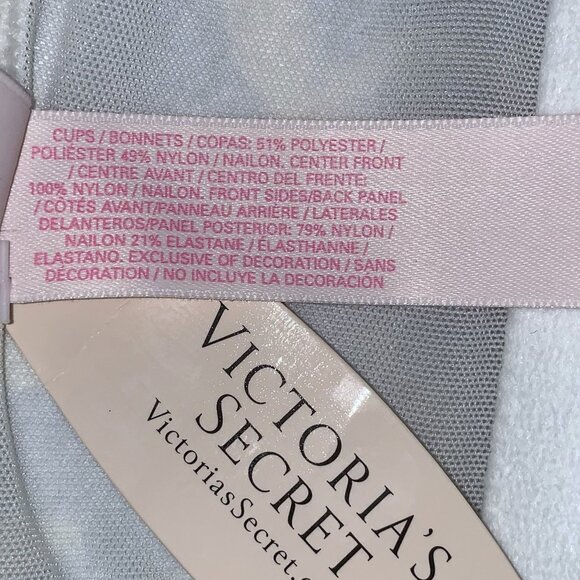 CUPS / BONNETS / COPAS: 51% POLYESTER /
POLIÉSTER 49% NYLON / NAILON. CENTER FRONT
/ CENTRE AVANT / CENTRO DEL FRENTE:
100% NYLON / NAILON. FRONT SIDES/BACK PANEL
/ CÔTÉS AVANT/PANNEAU ARRIÈRE / LATERALES
DELANTEROS/PANEL POSTERIOR: 79% NYLON /
NAILON 21% ELASTANE / ÉLASTHANNE /
ELASTANO. EXCLUSIVE OF DECORATION / SANS
DÉCORATION / NO INCLUYE LA DECORACIÓN
VICTORIA'S
SECRET
VictoriasSecret.c